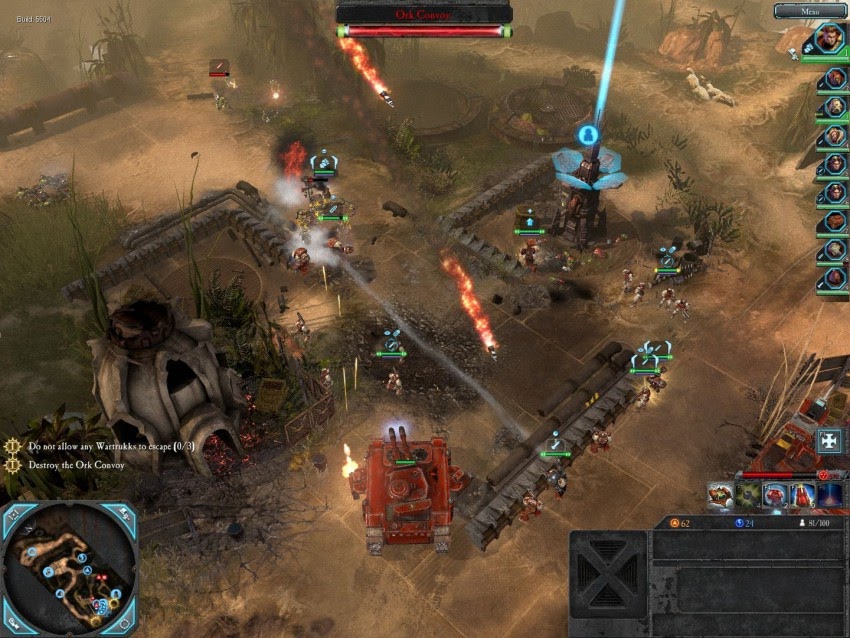 Build: 5504
Ork Convoy
Menu
Do not allow any Wartrukks to escape (0/3)
Destroy the Ork Convoy
62
24
81/100